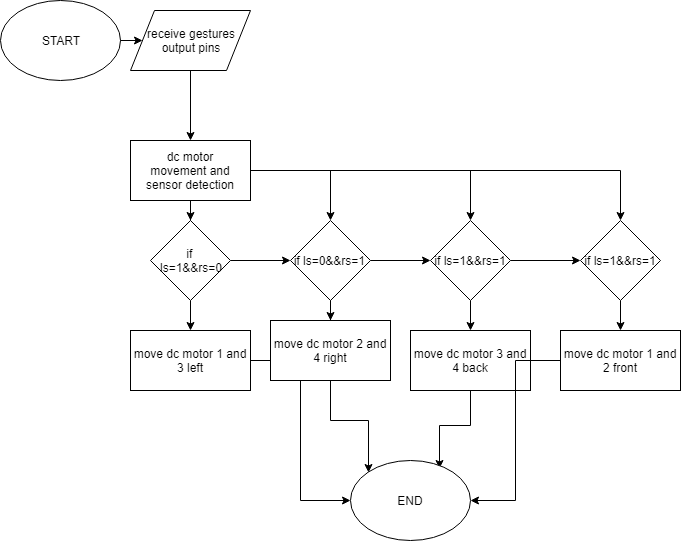 START
receive gestures
output pins
dc motor
movement and
sensor detection
if
ls=1&&rs=0
if ls=0&&rs=1
if ls=1&&rs=1
if ls=1&&rs=1
move dc motor 1 and
3 left
move dc motor 2 and
4 right
move dc motor 3 and
4 back
move dc motor 1 and
2 front
END